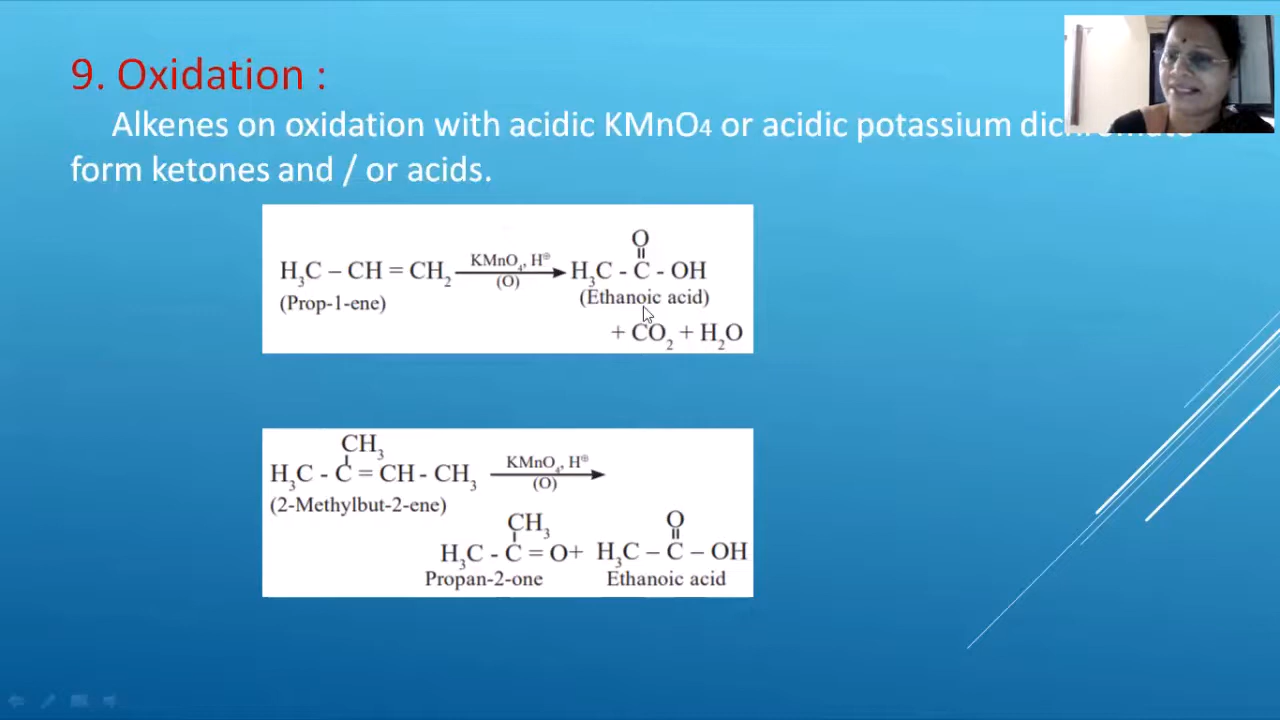 9. Oxidation :
Alkenes on oxidation with acidic KMnO4 or acidic potassium
form ketones and / or acids.
O
H₃C – CH = CH₂ KMnO₄, H⊕ (O) H₃C - C - OH
(Prop-1-ene) (Ethanoic acid)
+ CO₂ + H₂O
CH₃
H₃C - C = CH - CH₃ KMnO₄, H⊕ (O)
(2-Methylbut-2-ene)
CH₃ O
H₃C - C = O+ H₃C – C – OH
Propan-2-one Ethanoic acid